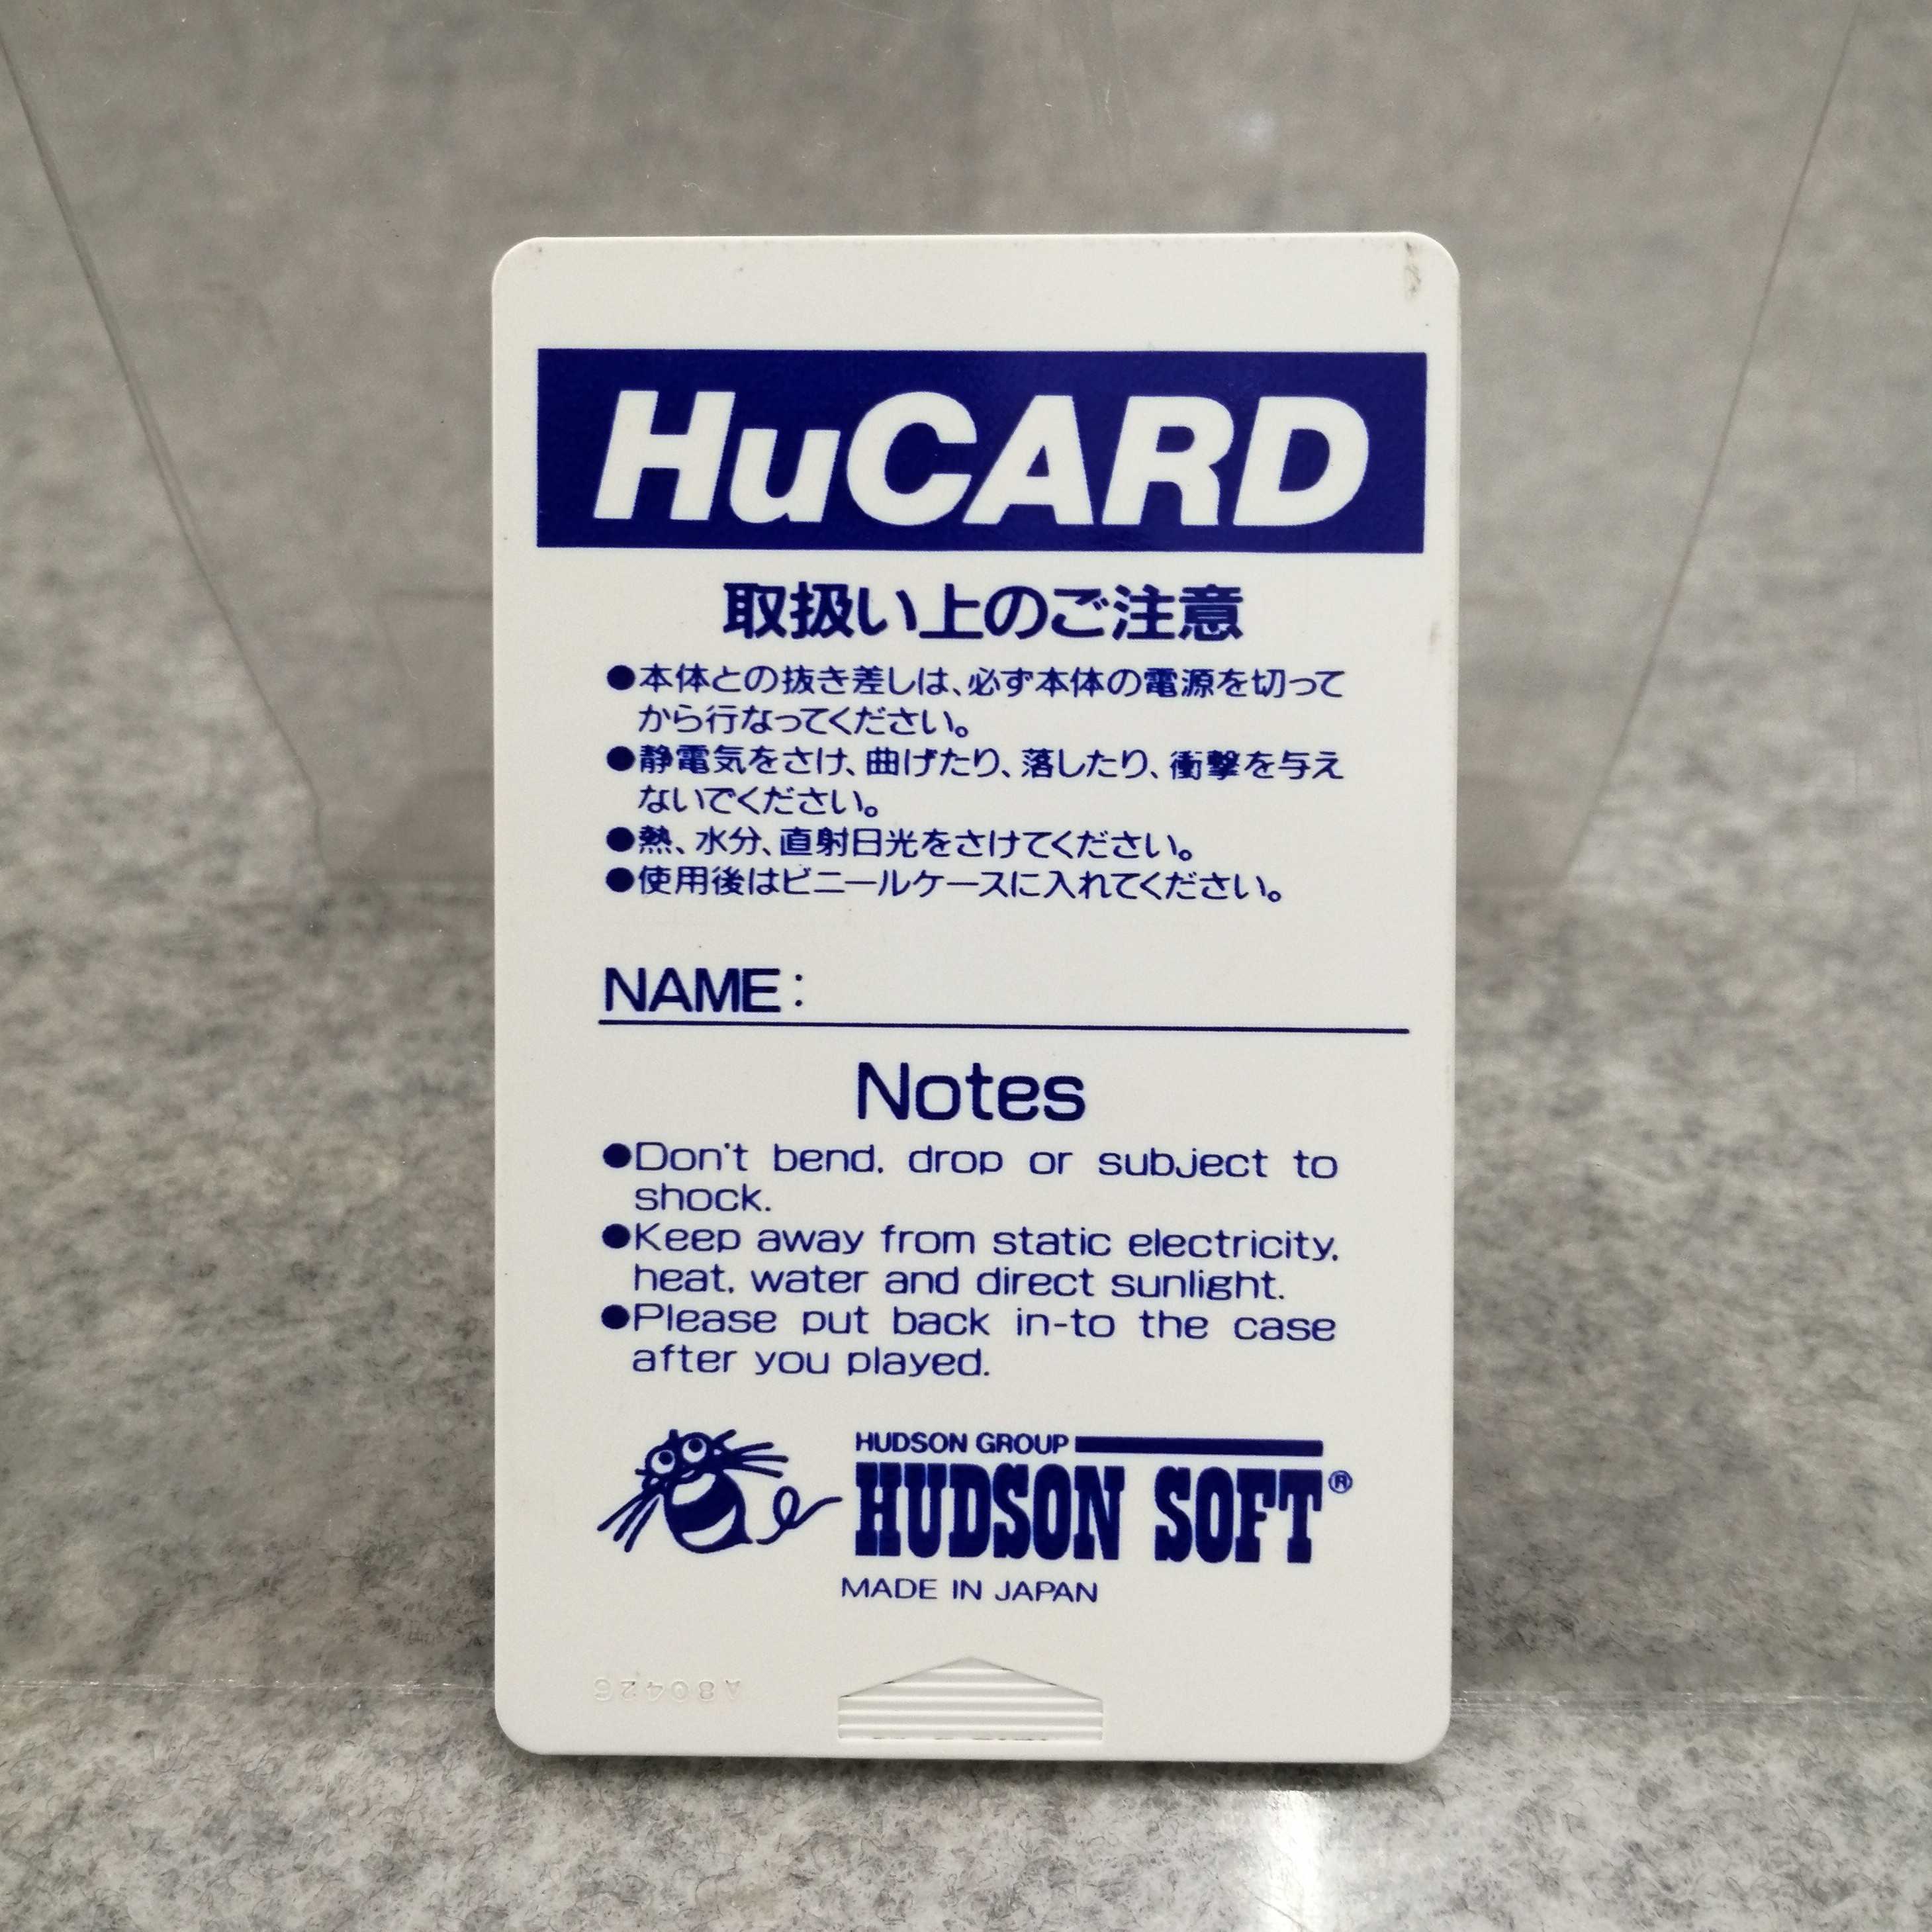 HuCARD
取扱い上のご注意
●本体との抜き差しは、必ず本体の電源を切って
から行なってください。
●静電気をさけ、曲げたり、落したり、衝撃を与え
ないでください。
●熱、水分、直射日光をさけてください。
●使用後はビニールケースに入れてください。
NAME:
Notes
●Don't bend, drop or subject to
shock.
●Keep away from static electricity,
heat, water and direct sunlight.
●Please put back in-to the case
after you played.
HUDSON GROUP
HUDSON SOFT®
MADE IN JAPAN